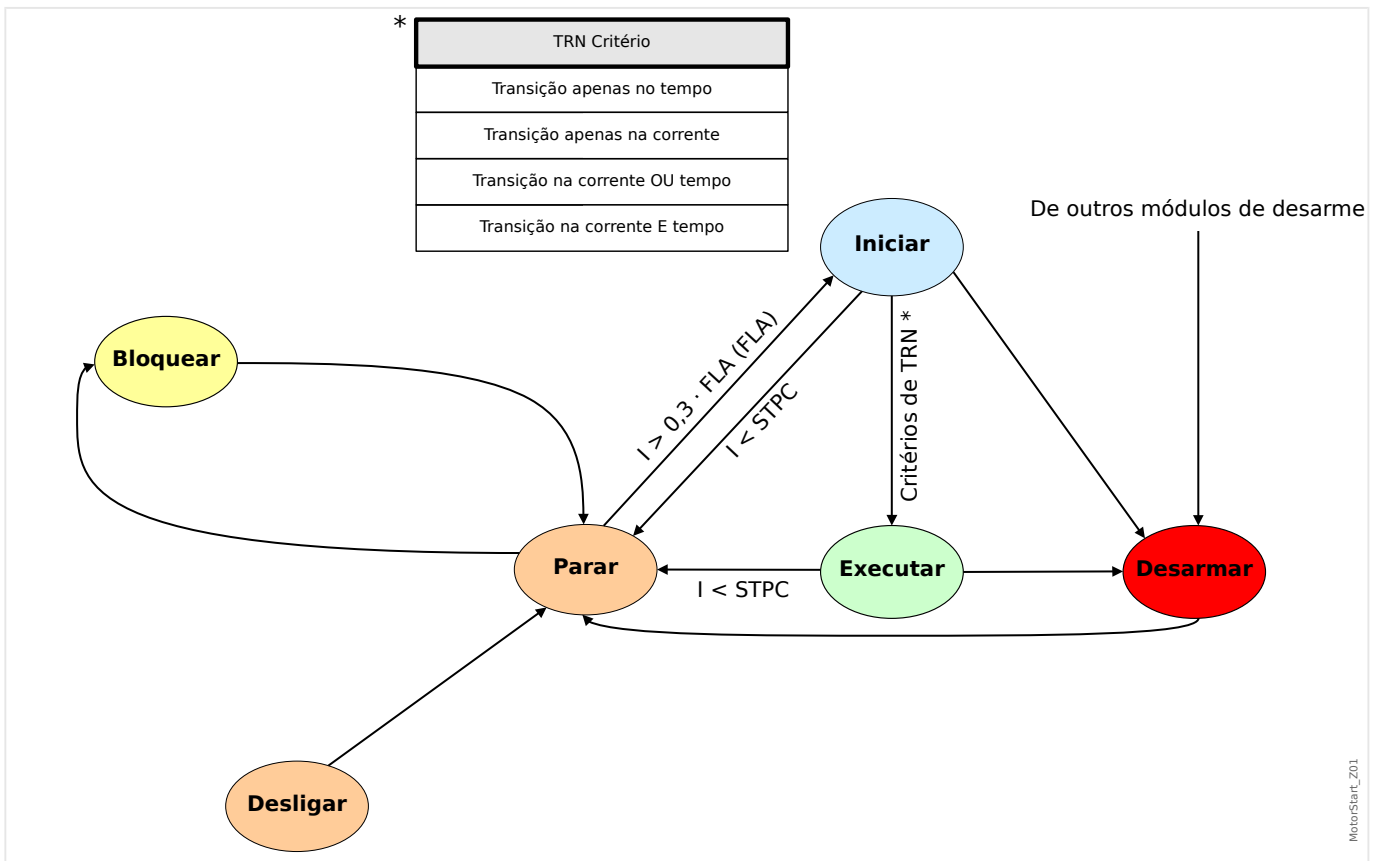 *
TRN Critério
Transição apenas no tempo
Transição apenas na corrente
Transição na corrente OU tempo
Transição na corrente E tempo
De outros módulos de desarme
Iniciar
Bloquear
I > 0,3 · FLA (FLA)
I < STPC
Critérios de TRN *
Parar
I < STPC
Executar
Desarmar
Desligar
MotorStart_Z01